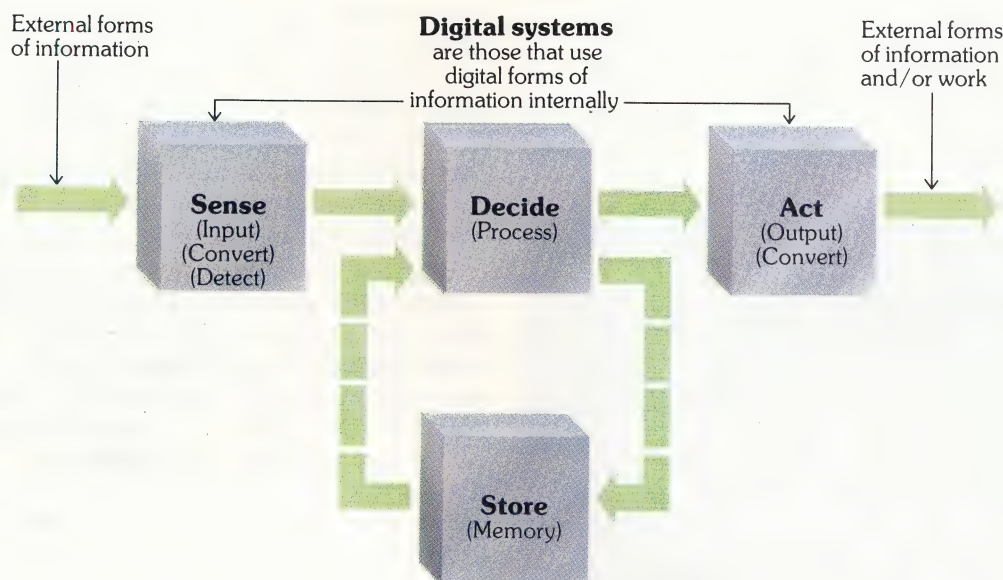 External forms
of information
Digital systems
are those that use
digital forms of
information internally
External forms
of information
and/or work
Sense
(Input)
(Convert)
(Detect)
Decide
(Process)
Act
(Output)
(Convert)
Store
(Memory)